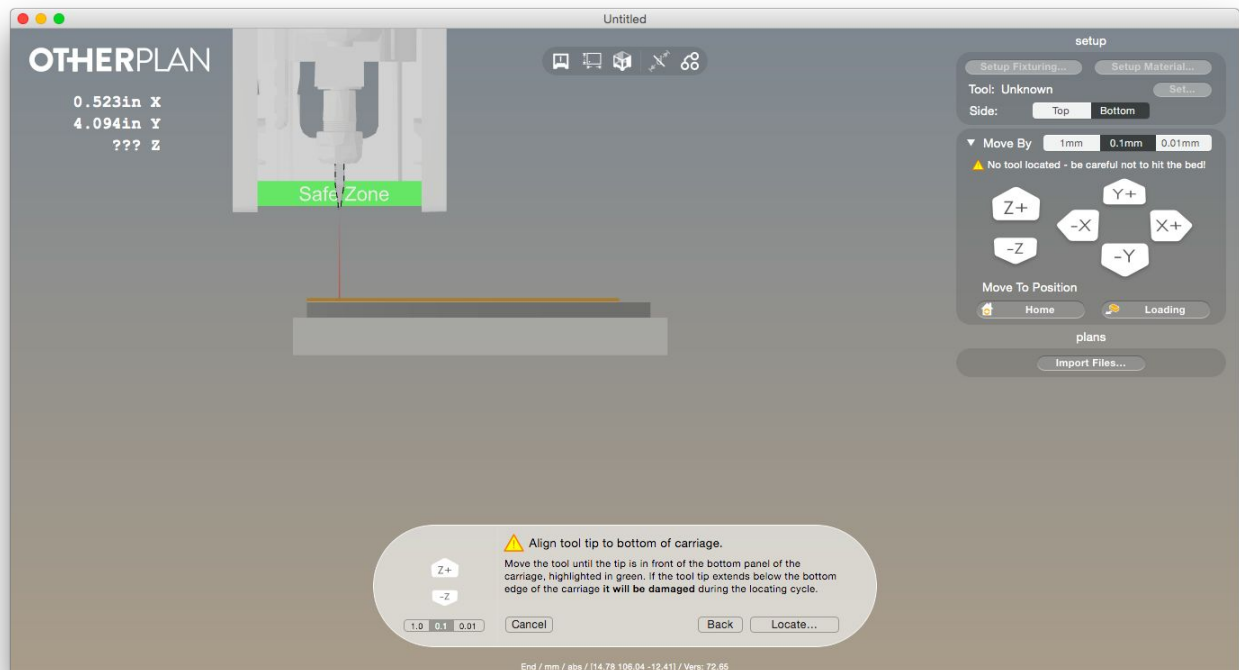 Untitled
OTHERPLAN
0.523in X
4.094in Y
??? Z
Safe Zone
setup
Setup Fixturing... Setup Material...
Tool: Unknown Set...
Side: Top Bottom
Move By 1mm 0.1mm 0.01mm
No tool located - be careful not to hit the bed!
Z+ Y+
-X X+
-Z -Y
Move To Position
Home Loading
plans
Import Files...
Align tool tip to bottom of carriage.
Move the tool until the tip is in front of the bottom panel of the
carriage, highlighted in green. If the tool tip extends below the bottom
edge of the carriage it will be damaged during the locating cycle.
Z+
-Z
1.0 0.1 0.01 Cancel Back Locate...
End / mm / abs / [14.78 106.04 -12.41] / Vers: 72.65